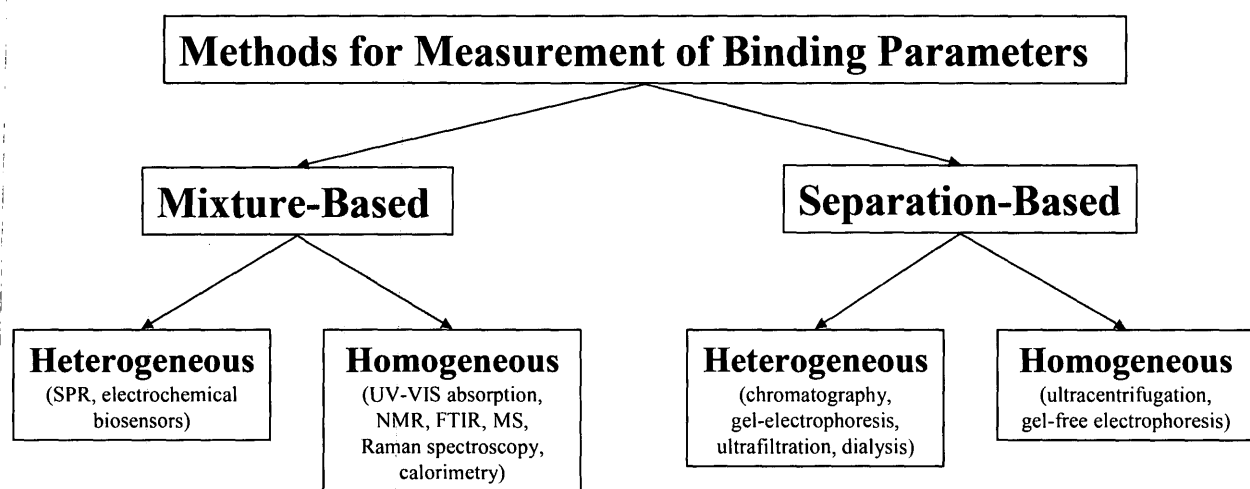 Methods for Measurement of Binding Parameters
Mixture-Based
Separation-Based
Heterogeneous
(SPR, electrochemical
biosensors)
Homogeneous
(UV-VIS absorption,
NMR, FTIR, MS,
Raman spectroscopy,
calorimetry)
Heterogeneous
(chromatography,
gel-electrophoresis,
ultrafiltration, dialysis)
Homogeneous
(ultracentrifugation,
gel-free electrophoresis)